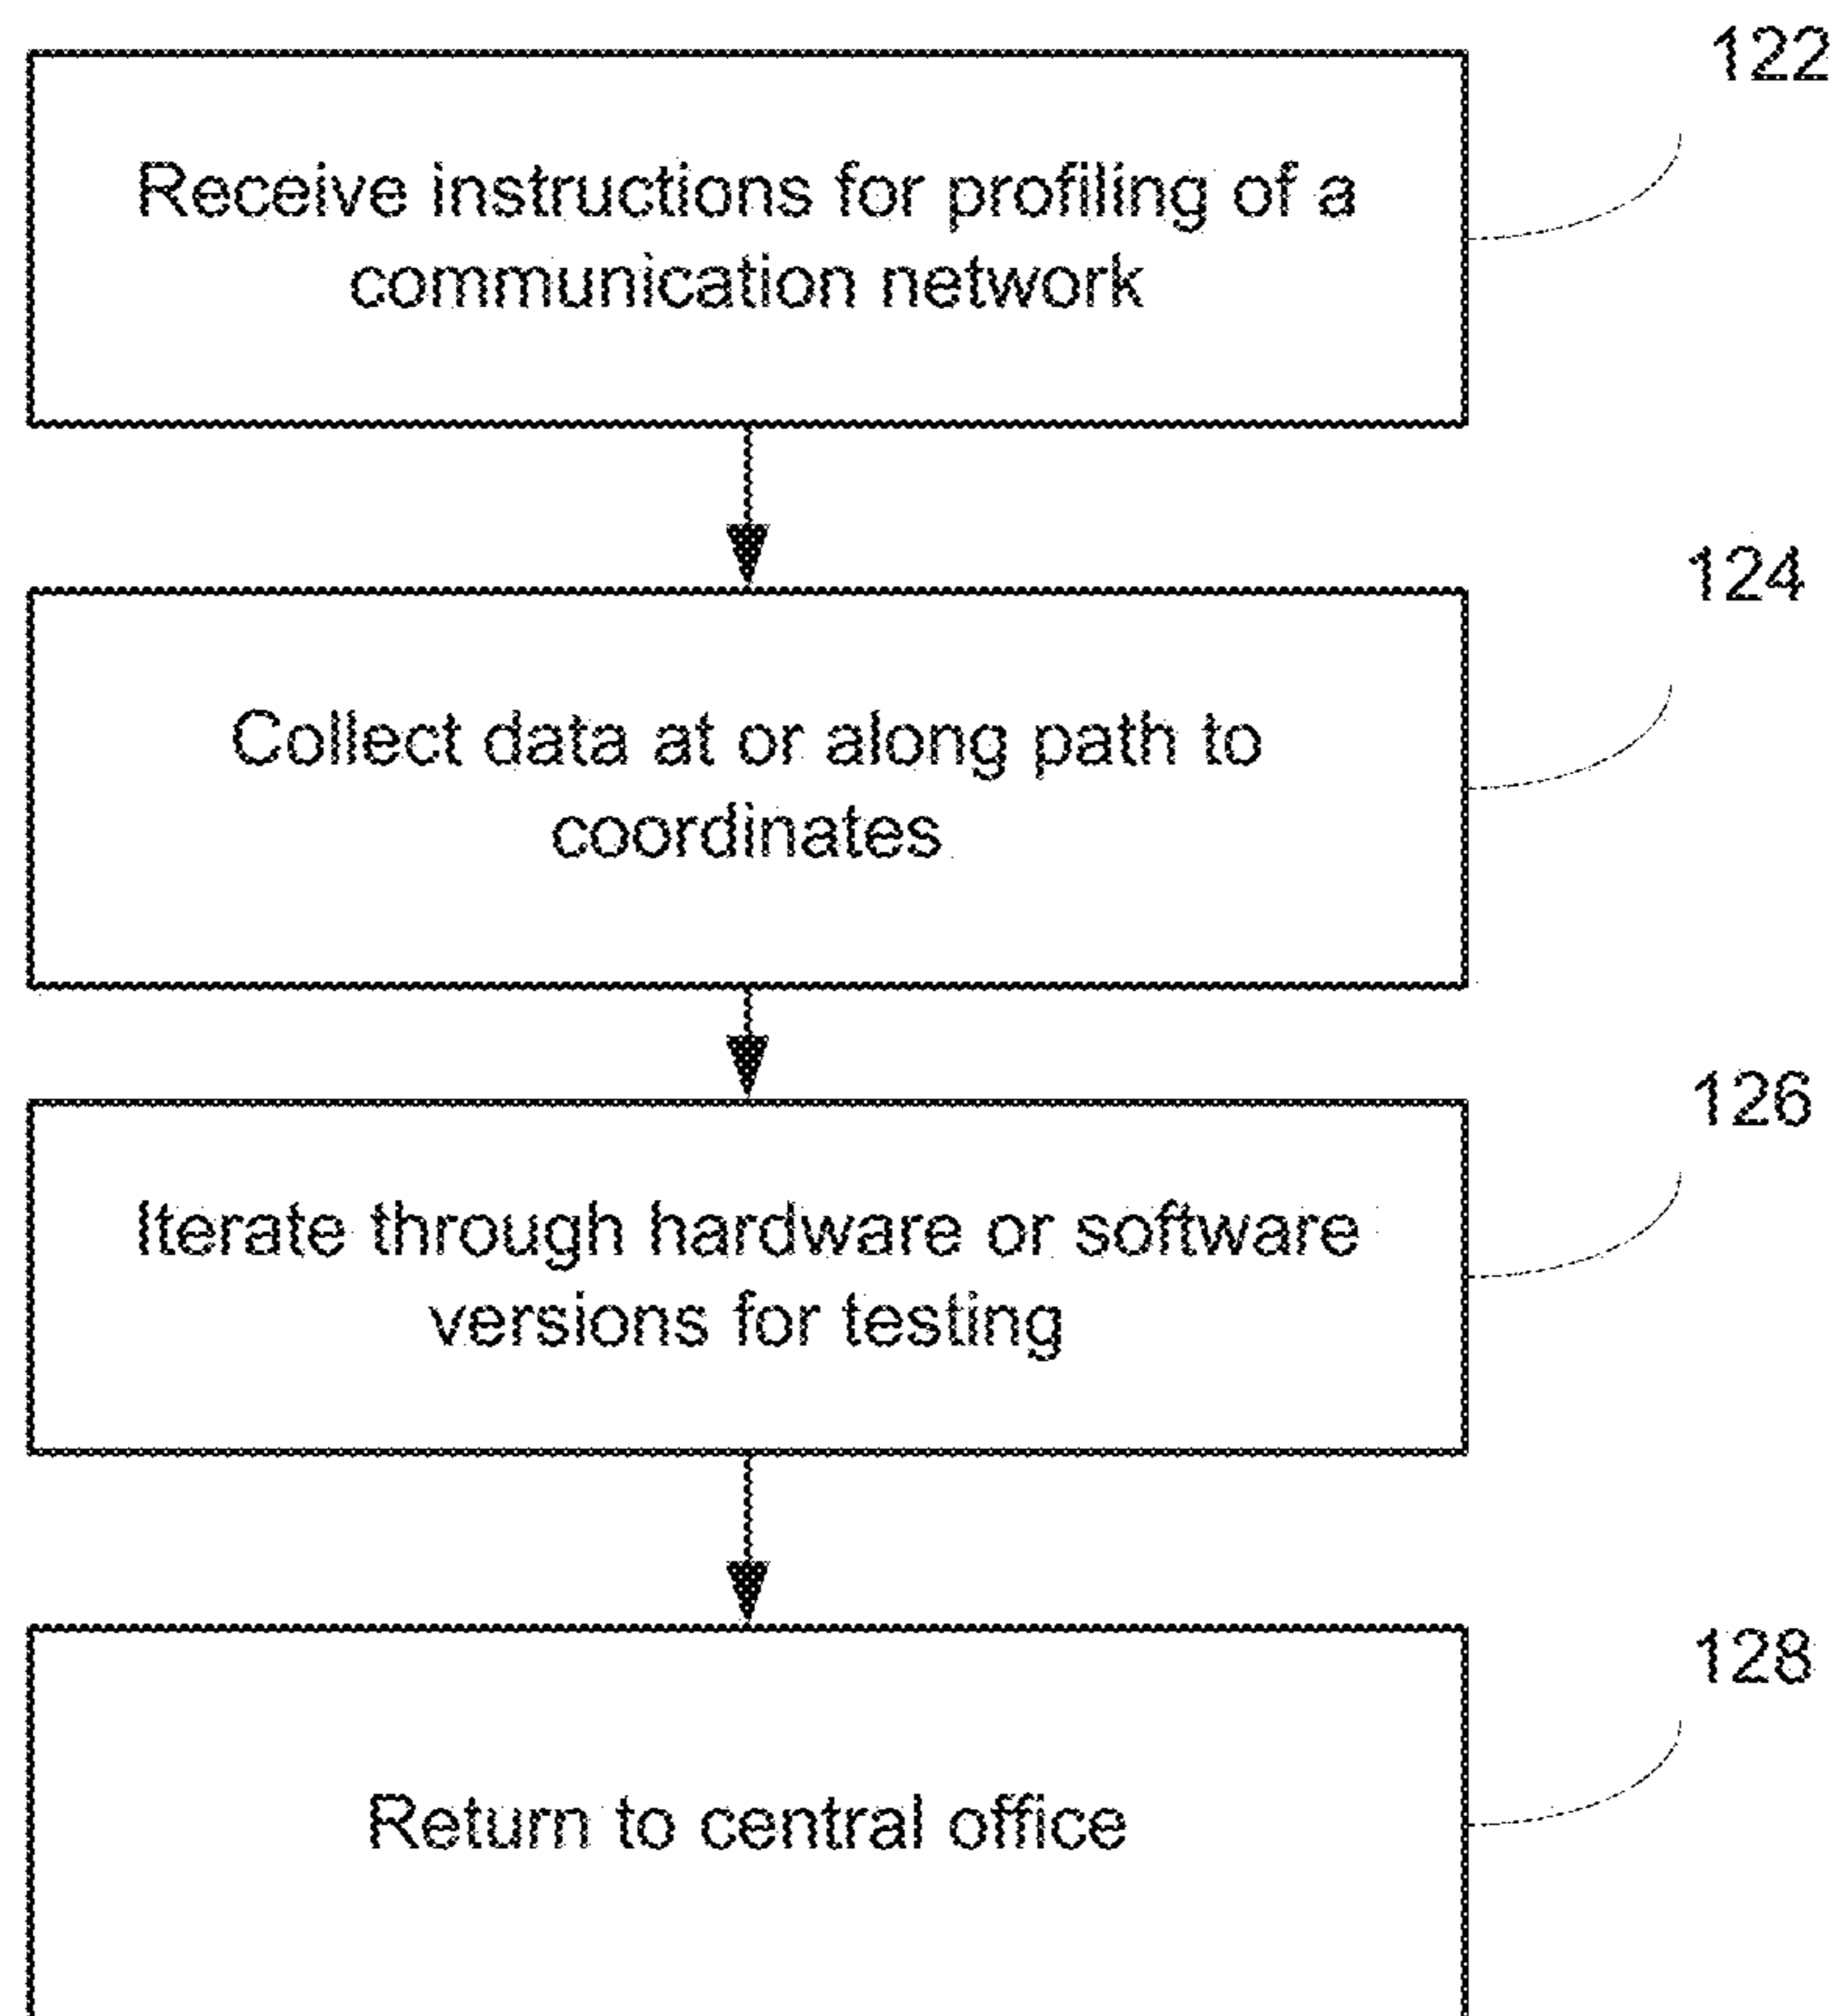 122
Receive instructions for profiling of a
communication network
124
Collect data at or along path to
coordinates
126
Iterate through hardware or software
versions for testing
128
Return to central office